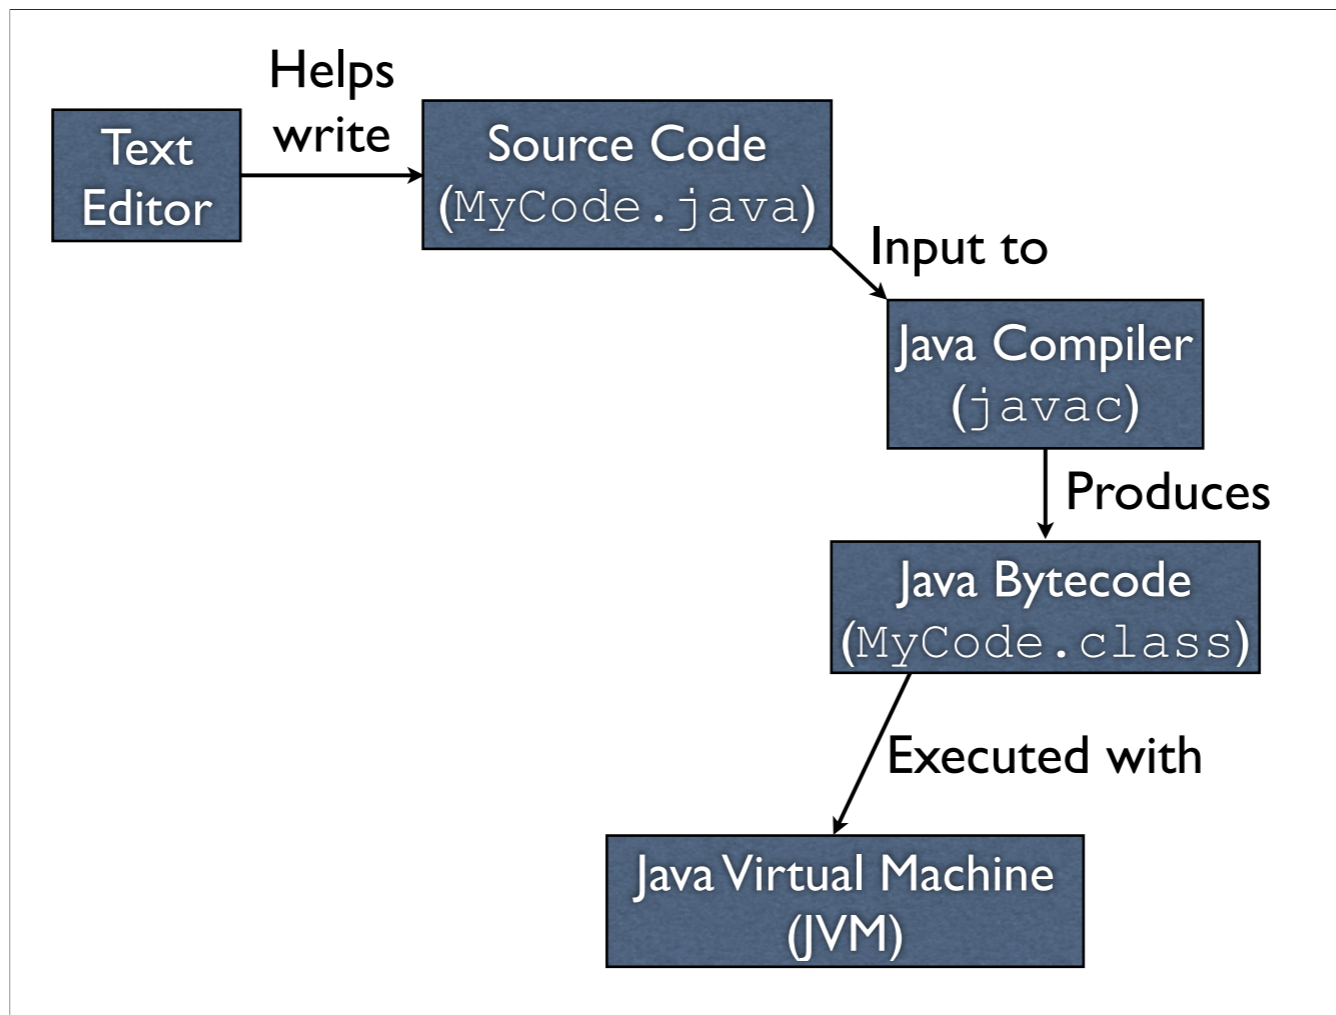 Text
Editor
Helps
write
Source Code
(MyCode.java)
Input to
Java Compiler
(javac)
Produces
Java Bytecode
(MyCode.class)
Executed with
Java Virtual Machine
(JVM)